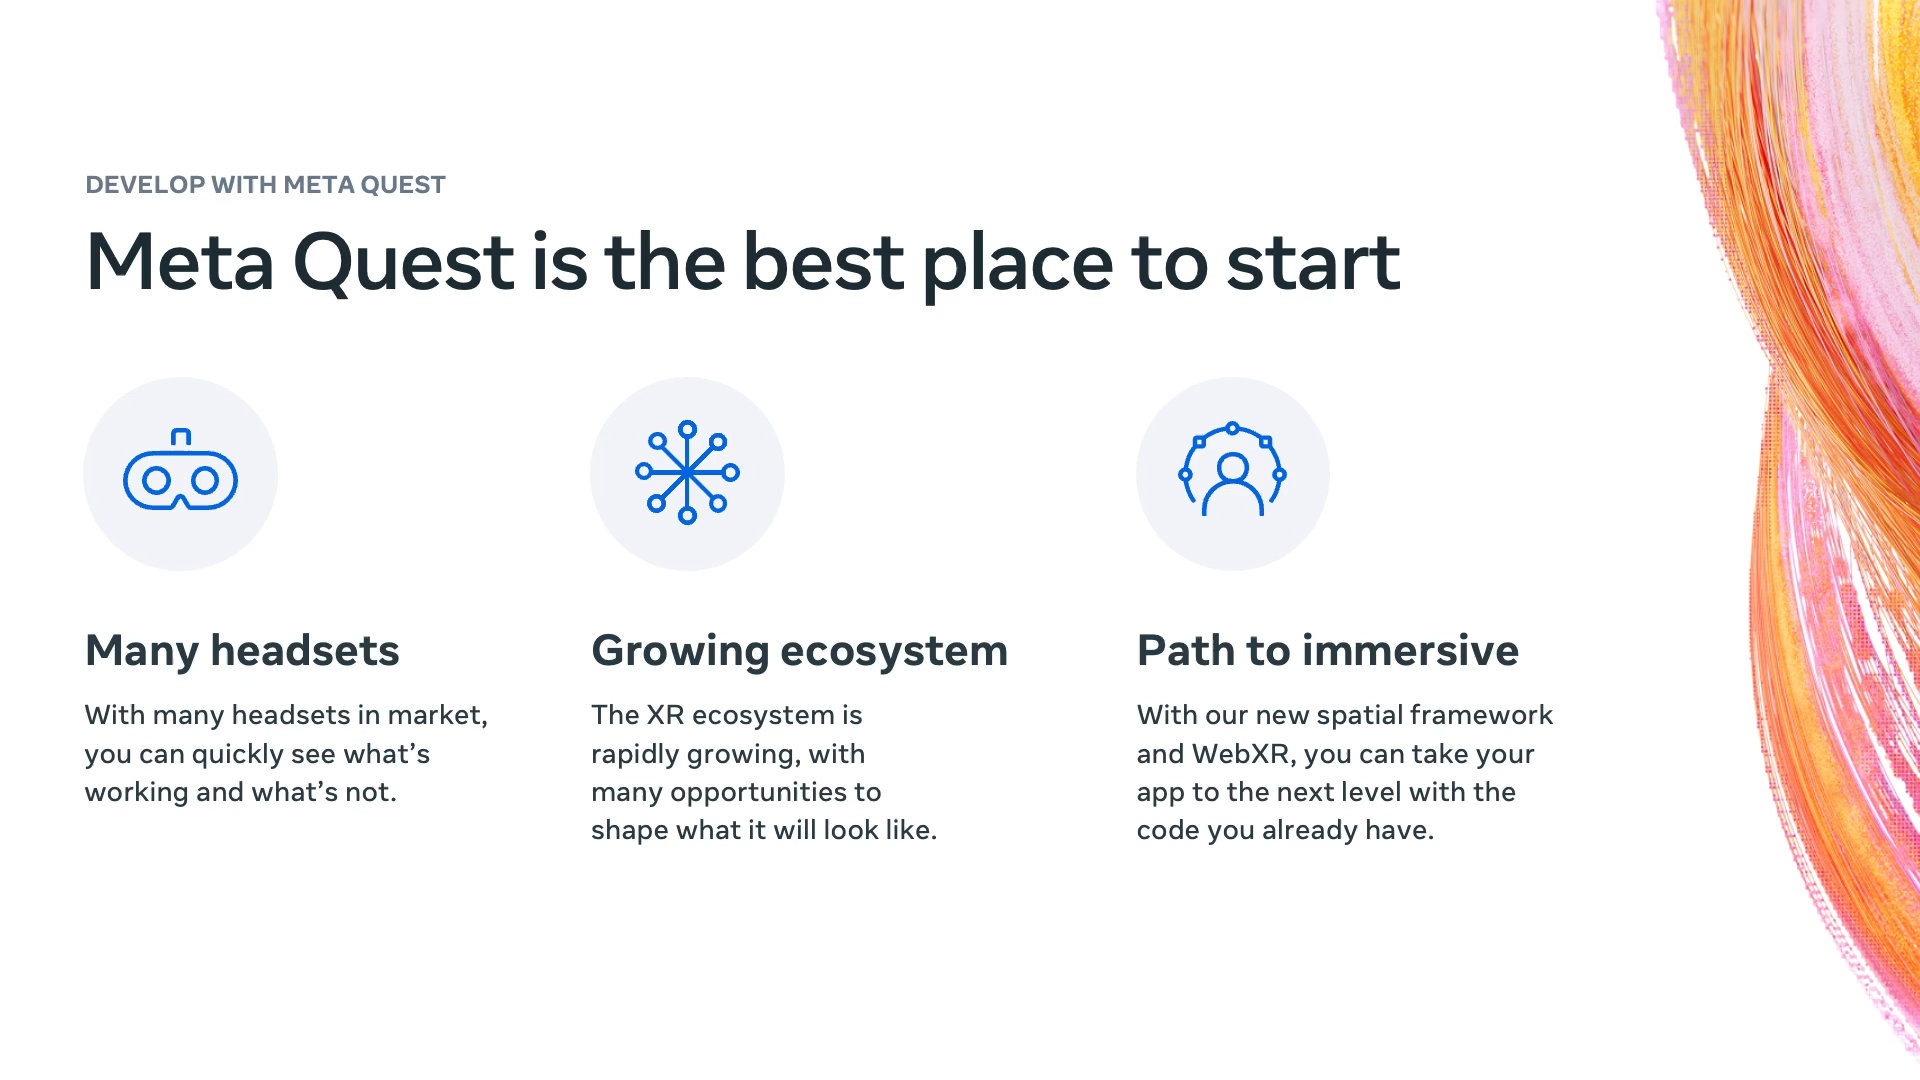 DEVELOP WITH META QUEST
Meta Quest is the best place to start
Many headsets
With many headsets in market,
you can quickly see what’s
working and what’s not.
Growing ecosystem
The XR ecosystem is
rapidly growing, with
many opportunities to
shape what it will look like.
Path to immersive
With our new spatial framework
and WebXR, you can take your
app to the next level with the
code you already have.